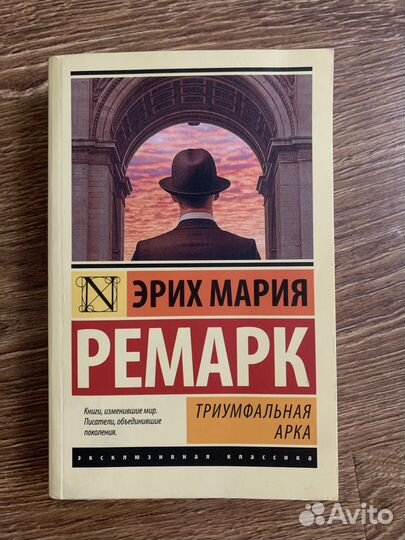 N
ЭРИХ МАРИЯ
РЕМАРК
Книги, изменившие мир.
Писатели, объединившие
поколения.
ТРИУМФАЛЬНАЯ
АРКА
эксклюзивная классика
Avito